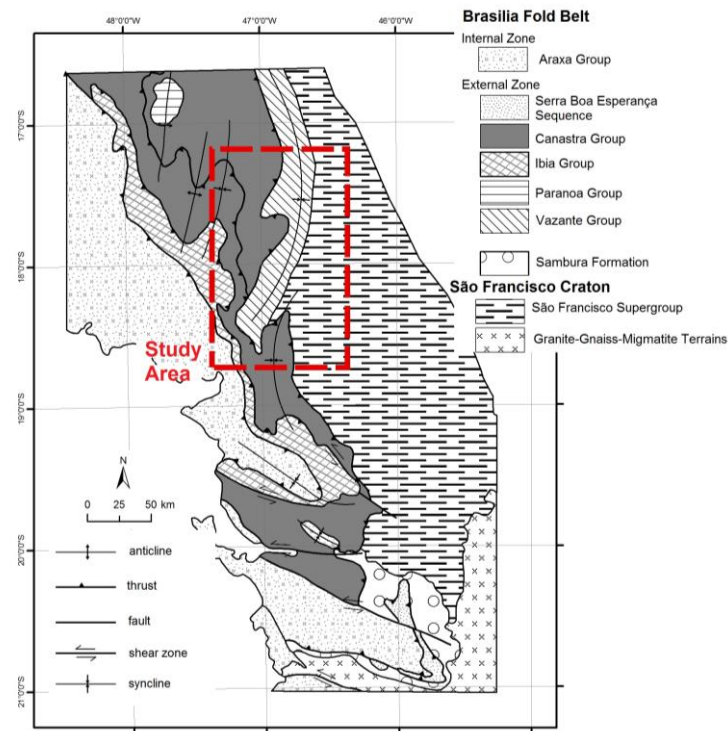 48°0'0"W
47°0'0"W
46°0'0"W
17°0'0"S
18°0'0"S
19°0'0"S
20°0'0"S
21°0'0"S
Study
Area
N
0 25 50 km
anticline
thrust
fault
shear zone
syncline
Brasilia Fold Belt
Internal Zone
Araxa Group
External Zone
Serra Boa Esperança
Sequence
Canastra Group
Ibia Group
Paranoa Group
Vazante Group
Sambura Formation
São Francisco Craton
São Francisco Supergroup
Granite-Gnaiss-Migmatite Terrains